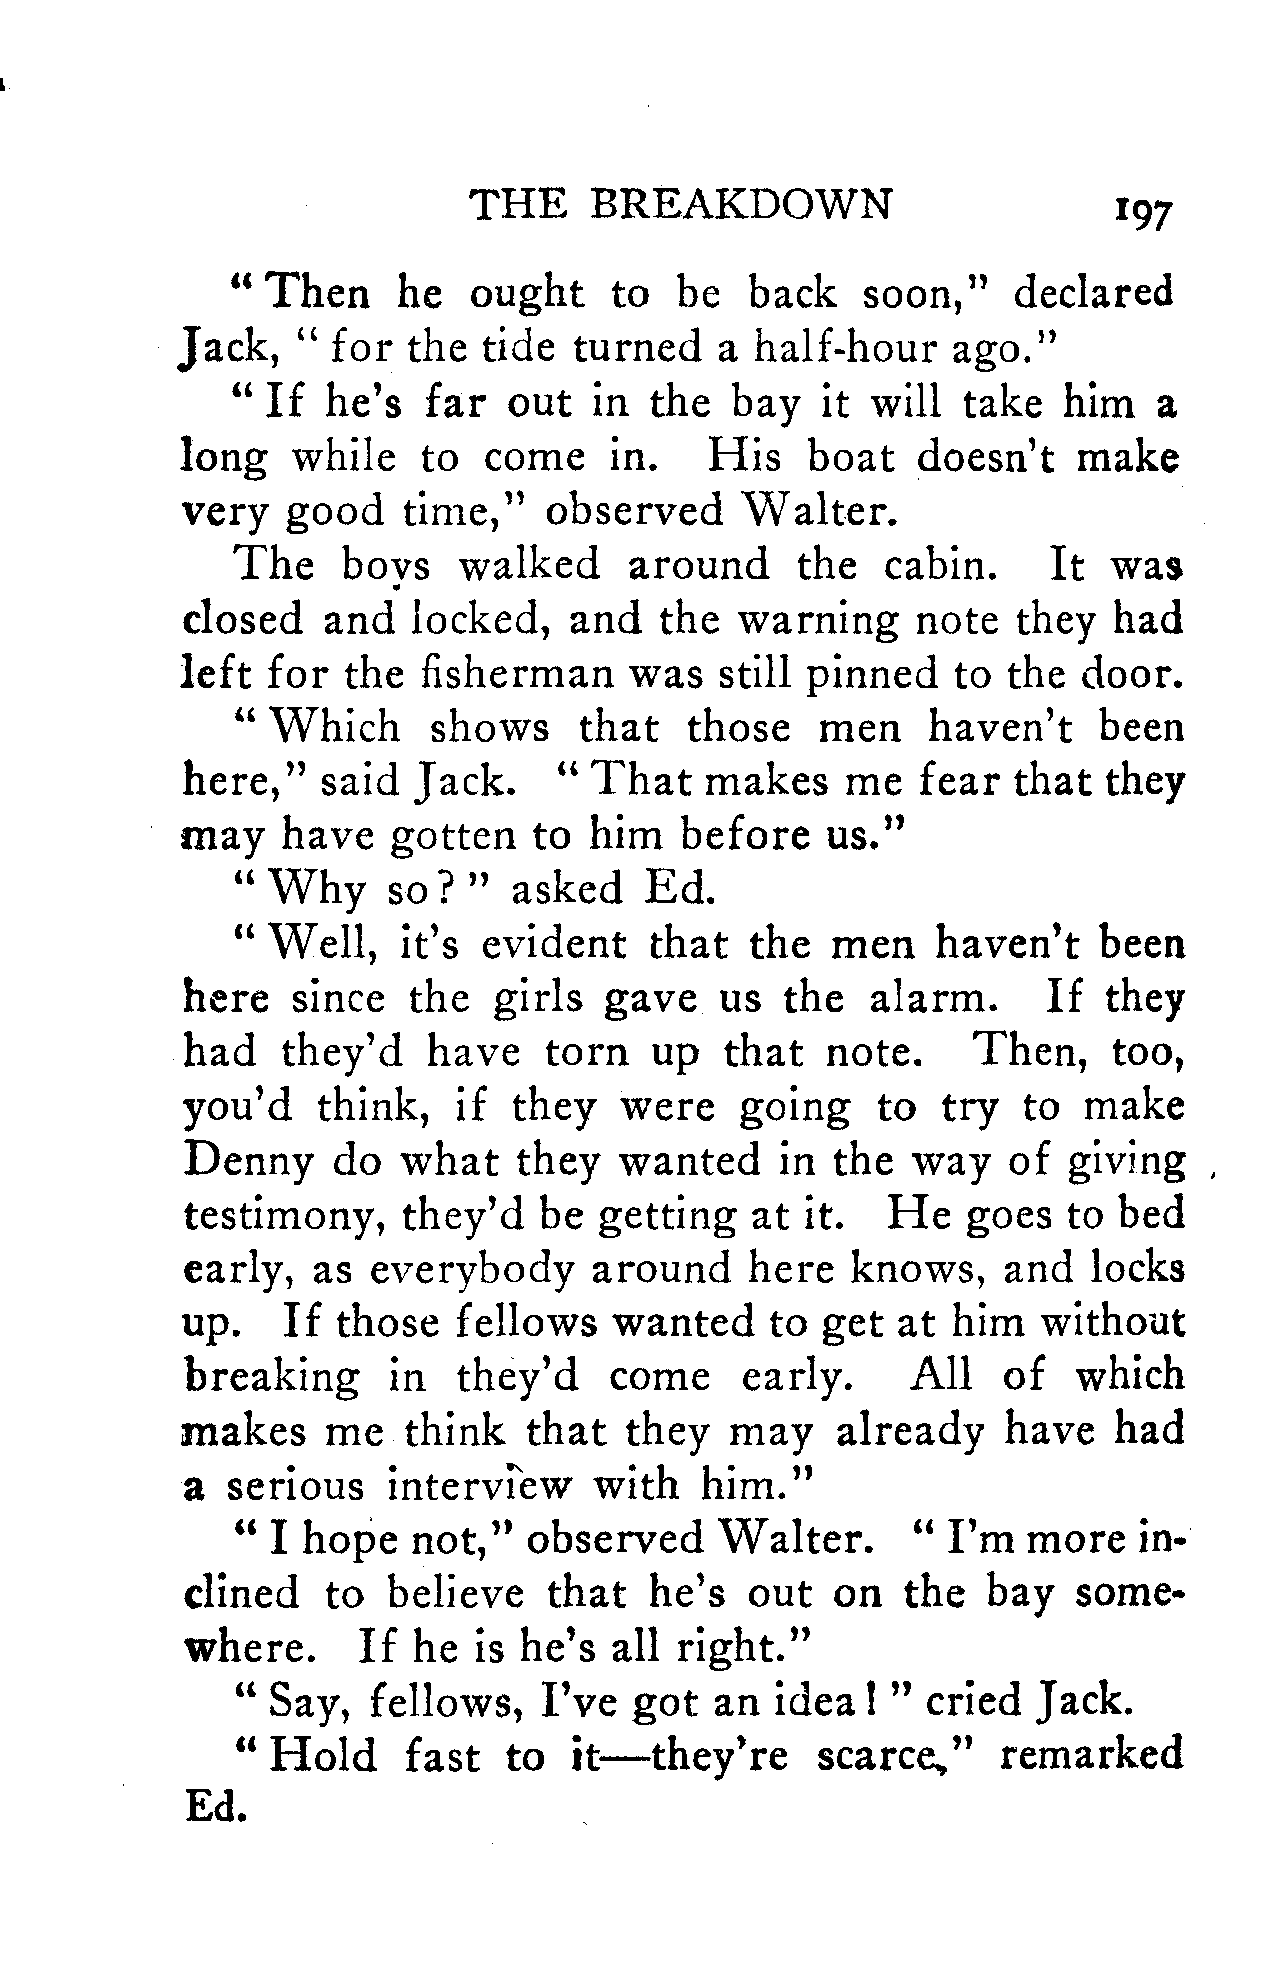 THE BREAKDOWN 197
" Then he ought to be back soon," declared
Jack, " for the tide turned a half-hour ago."
" If he's far out in the bay it will take him a
long while to come in. His boat doesn't make
very good time," observed Walter.
The boys walked around the cabin. It was
closed and locked, and the warning note they had
left for the fisherman was still pinned to the door.
" Which shows that those men haven't been
here," said Jack. " That makes me fear that they
may have gotten to him before us."
" Why so? " asked Ed.
" Well, it's evident that the men haven't been
here since the girls gave us the alarm. If they
had they'd have torn up that note. Then, too,
you'd think, if they were going to try to make
Denny do what they wanted in the way of giving
testimony, they'd be getting at it. He goes to bed
early, as everybody around here knows, and locks
up. If those fellows wanted to get at him without
breaking in they'd come early. All of which
makes me think that they may already have had
a serious interview with him."
" I hope not," observed Walter. " I'm more in-
clined to believe that he's out on the bay some-
where. If he is he's all right."
" Say, fellows, I've got an idea! " cried Jack.
" Hold fast to it—they're scarce," remarked
Ed.